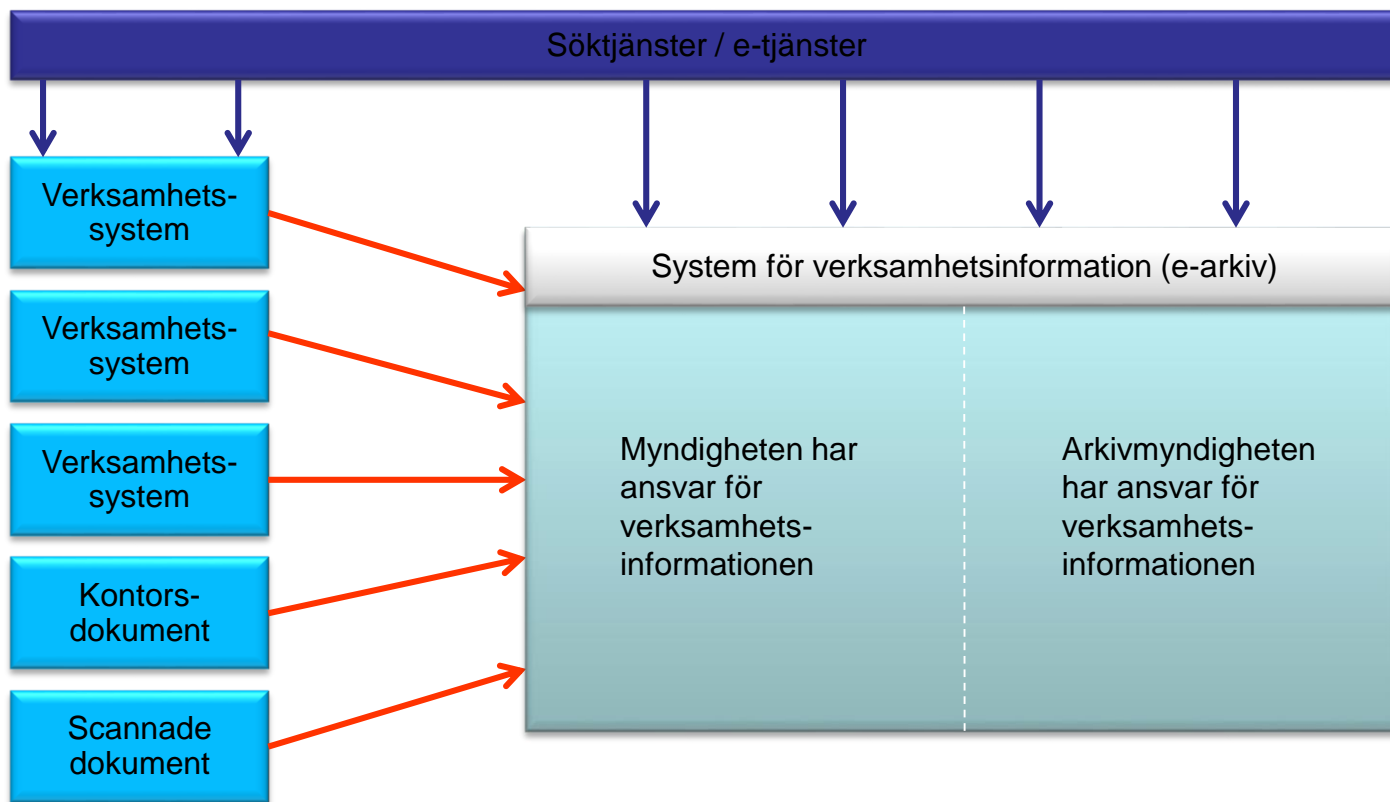 Söktjänster / e-tjänster
Verksamhets-
system
System för verksamhetsinformation (e-arkiv)
Verksamhets-
system
Verksamhets-
system
Myndigheten har
ansvar för
verksamhets-
informationen
Arkivmyndigheten
har ansvar för
verksamhets-
informationen
Kontors-
dokument
Scannade
dokument